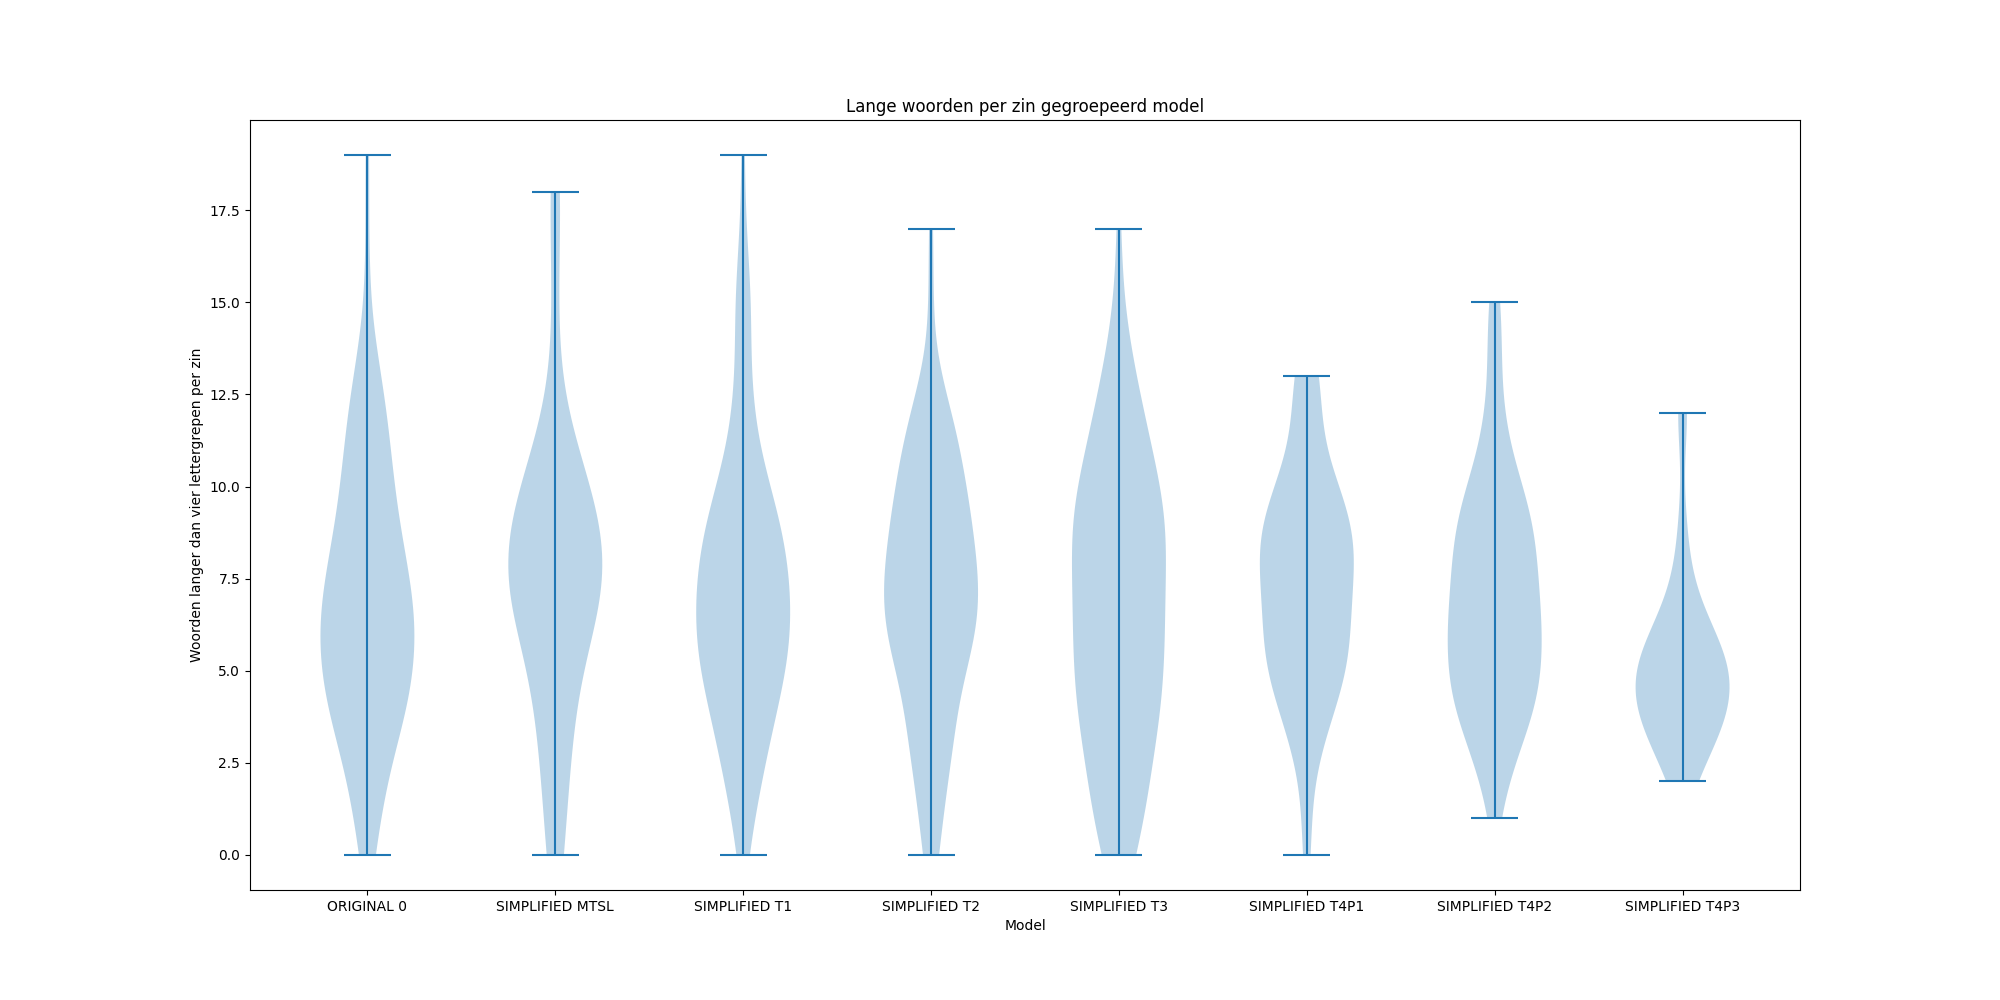 Lange woorden per zin gegroepeerd model
Woorden langer dan vier lettergrepen per zin
17.5
15.0
12.5
10.0
7.5
5.0
2.5
0.0
ORIGINAL 0 SIMPLIFIED MTSL SIMPLIFIED T1 SIMPLIFIED T2 SIMPLIFIED T3 SIMPLIFIED T4P1 SIMPLIFIED T4P2 SIMPLIFIED T4P3
Model